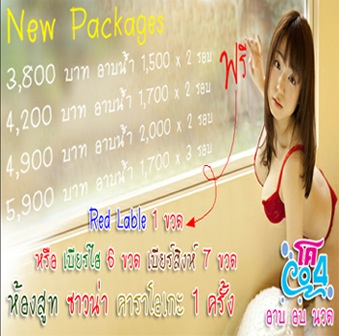 New Packages
3,800 บาท อาบน้ำ 1,500 x 2 รอบ
4,200 บาท อาบน้ำ 1,700 x 2 รอบ
4,900 บาท อาบน้ำ 2,000 x 2 รอบ
5,900 บาท อาบน้ำ 1,700 x 3 รอบ
ฟรี
Red Lable 1 ขวด
หรือ เบียร์ไฮ 6 ขวด เบียร์สิงห์ 7 ขวด
ห้องสูท ซาวน่า คาราโอเกะ 1 ครั้ง
โค
Co4
อาบ อบ นวด